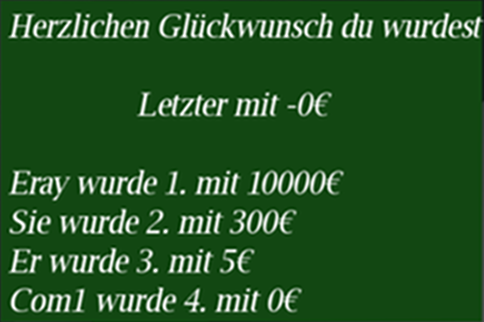 Herzlichen Glückwunsch du wurdest
Letzter mit -0€
Eray wurde 1. mit 10000€
Sie wurde 2. mit 300€
Er wurde 3. mit 5€
Com1 wurde 4. mit 0€